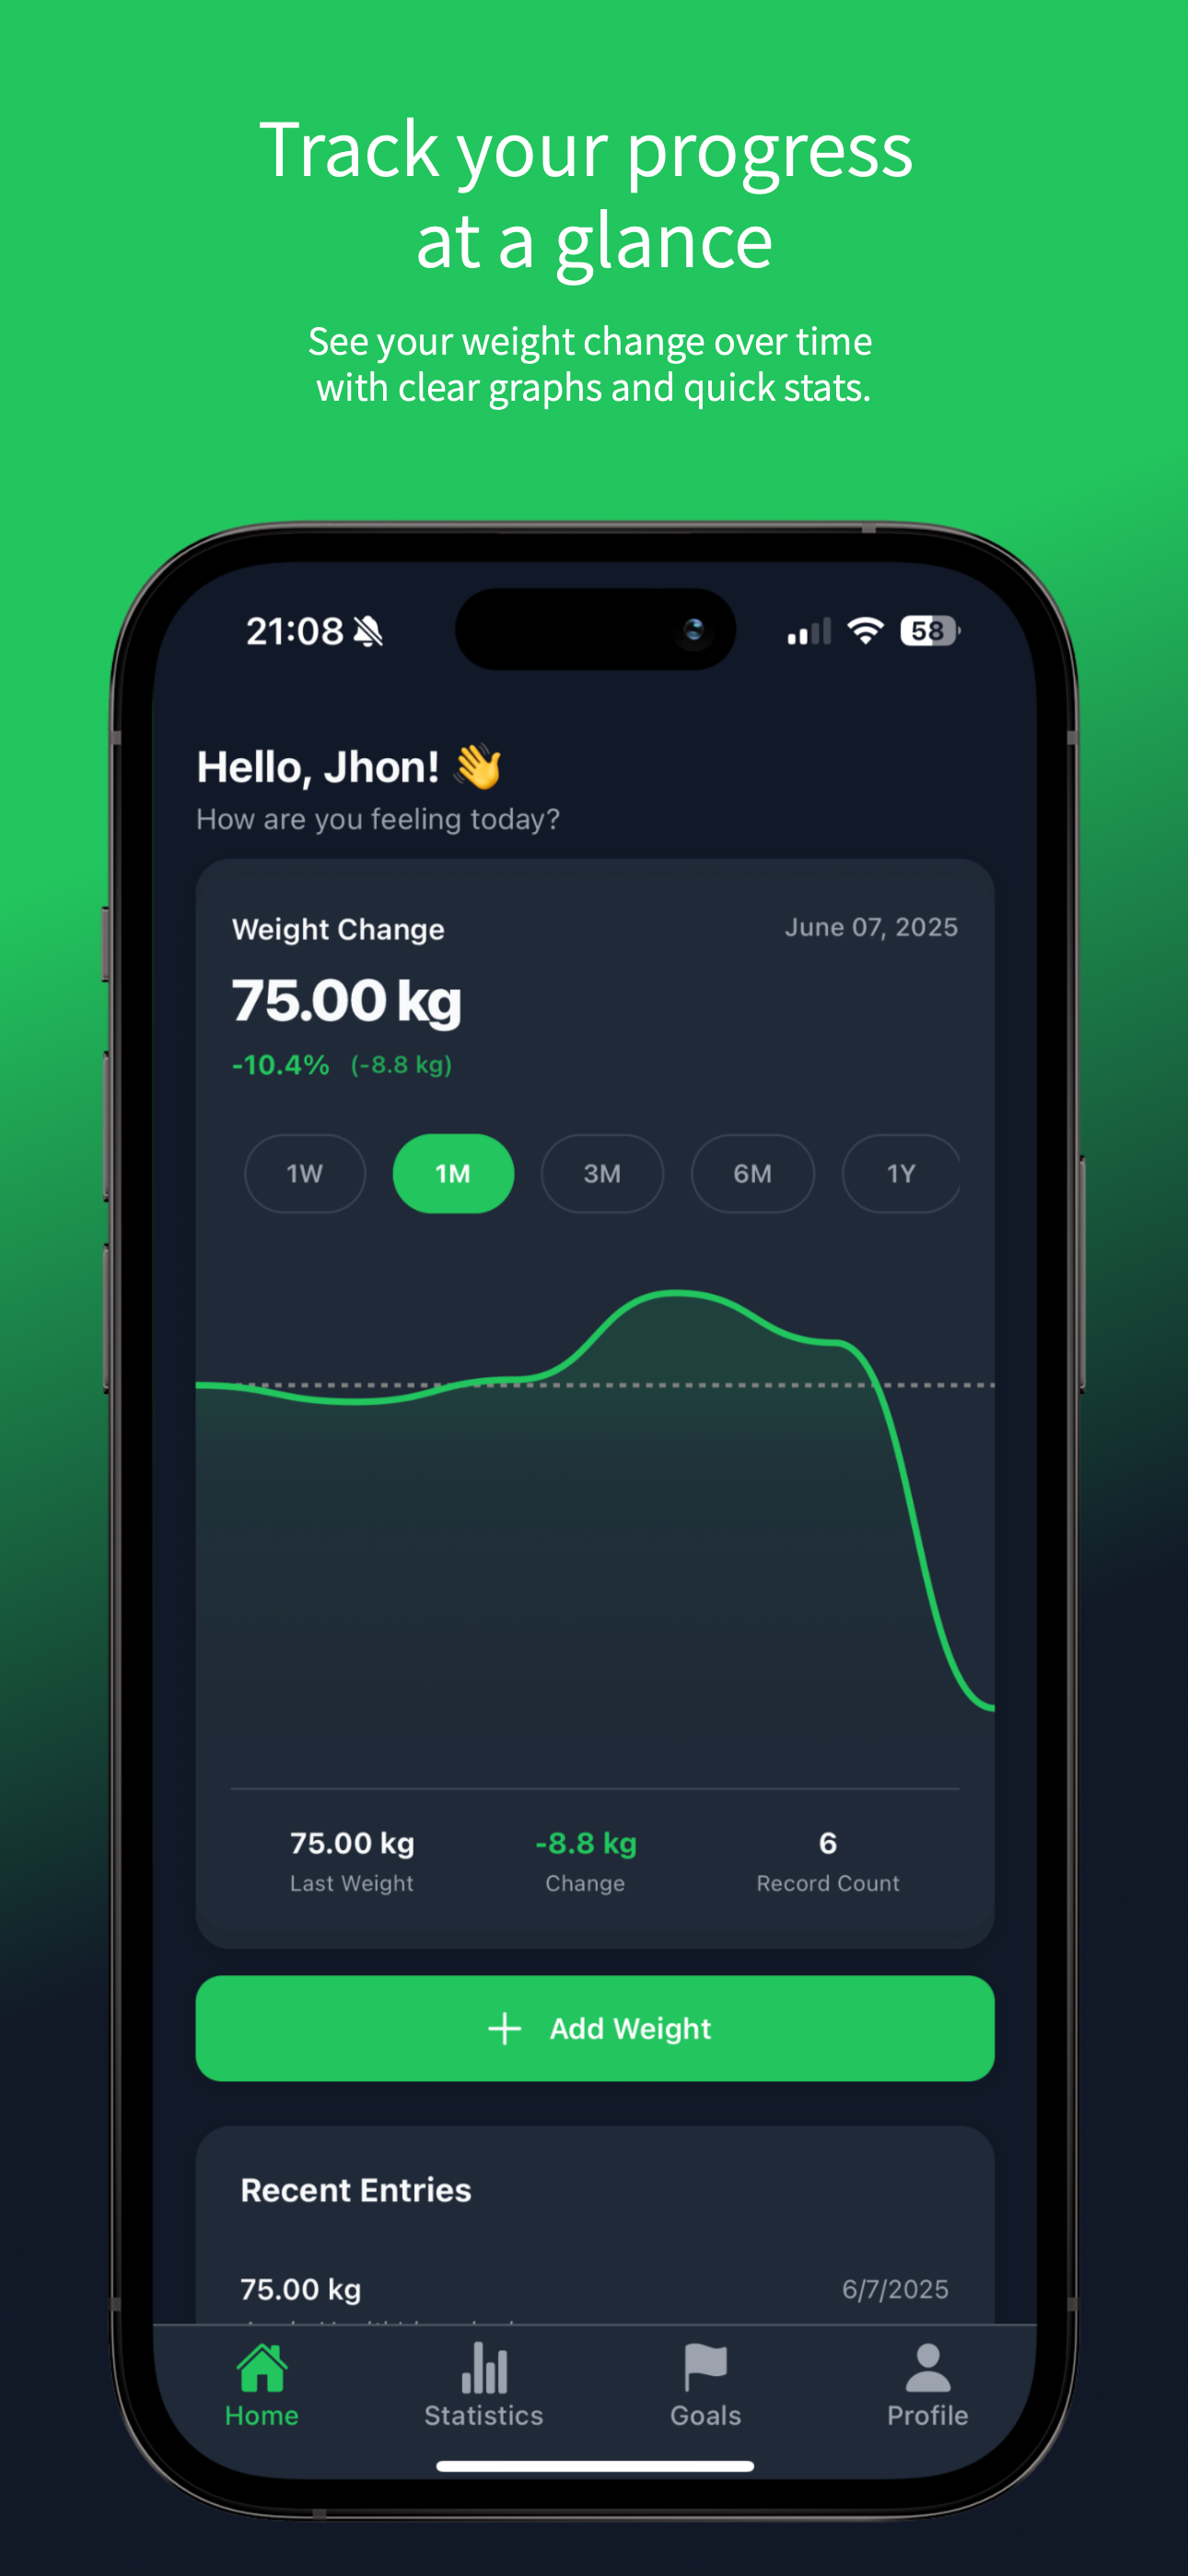 Track your progress
at a glance
See your weight change over time
with clear graphs and quick stats.
21:08 58
Hello, Jhon! 👋
How are you feeling today?
Weight Change June 07, 2025
75.00 kg
-10.4% (-8.8 kg)
1W 1M 3M 6M 1Y
75.00 kg -8.8 kg 6
Last Weight Change Record Count
+ Add Weight
Recent Entries
75.00 kg 6/7/2025
Home Statistics Goals Profile